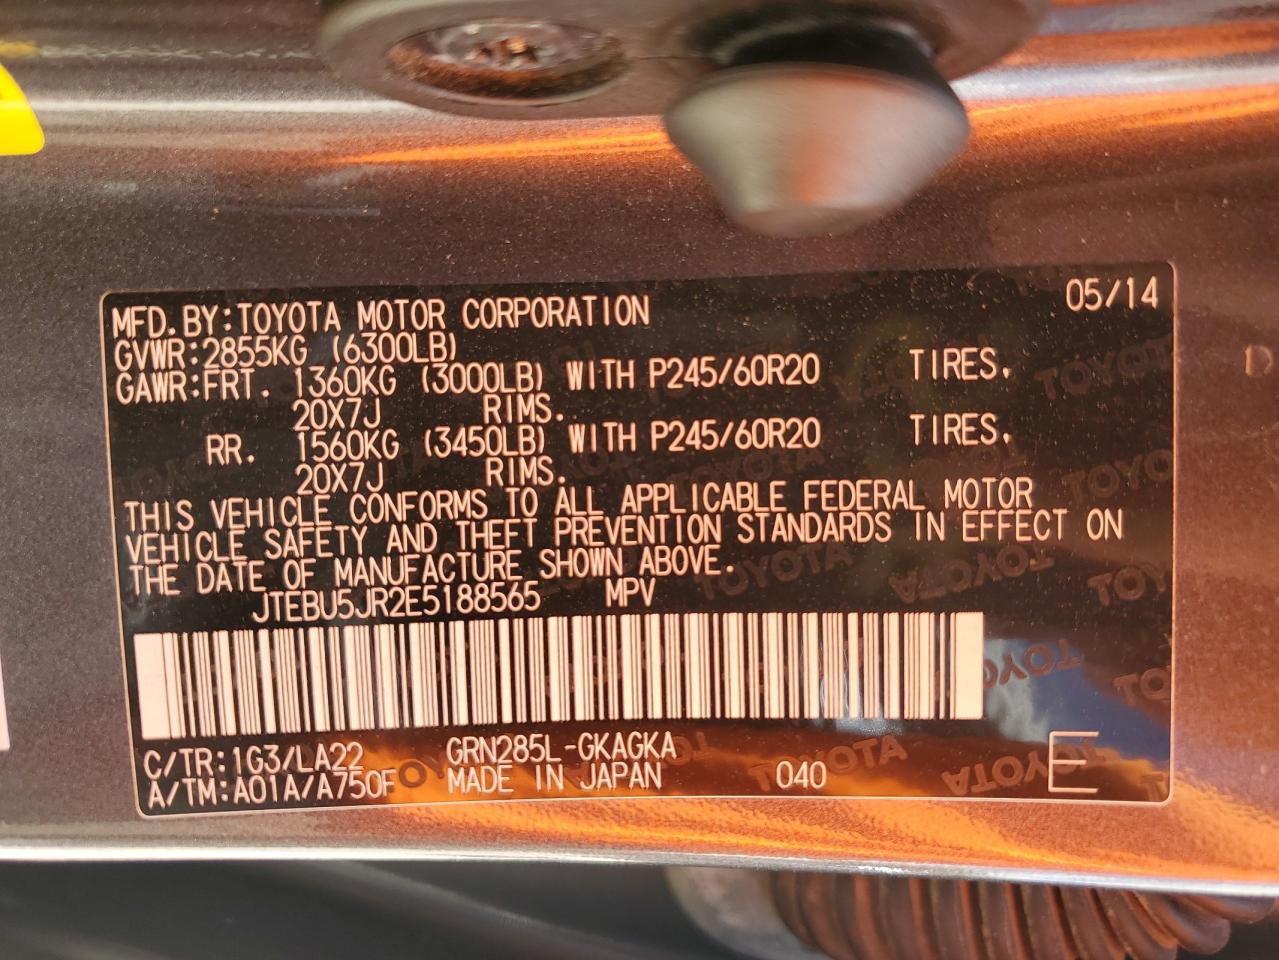 MFD.BY:TOYOTA MOTOR CORPORATION 05/14
GVWR:2855KG (6300LB)
GAWR:FRT. 1360KG (3000LB) WITH P245/60R20 TIRES,
20X7J RIMS.
RR. 1560KG (3450LB) WITH P245/60R20 TIRES,
20X7J RIMS.
THIS VEHICLE CONFORMS TO ALL APPLICABLE FEDERAL MOTOR
VEHICLE SAFETY AND THEFT PREVENTION STANDARDS IN EFFECT ON
THE DATE OF MANUFACTURE SHOWN ABOVE.
JTEBU5JR2E5188565 MPV
C/TR:1G3/LA22 GRN285L-GKAGKA
A/TM:A01A/A750F MADE IN JAPAN 040 E